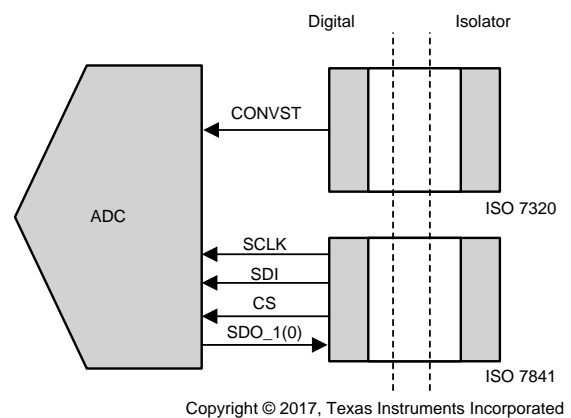 Digital Isolator
CONVST
ISO 7320
ADC
SCLK
SDI
CS
SDO_1(0)
ISO 7841
Copyright © 2017, Texas Instruments Incorporated